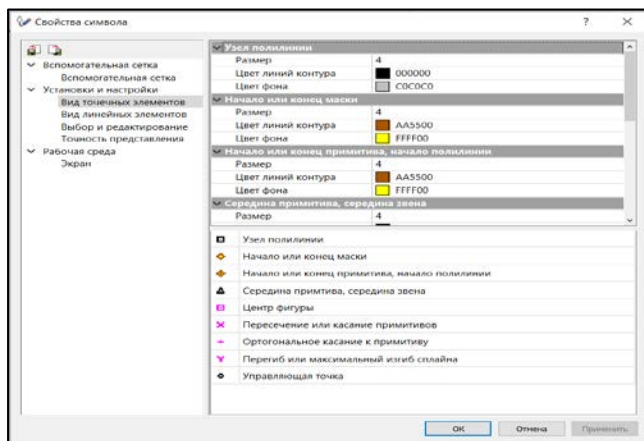 Свойства символа
Вспомогательная сетка
Вспомогательная сетка
Установки и настройки
Вид точечных элементов
Вид линейных элементов
Выбор и редактирование
Точность представления
Рабочая среда
Экран
Узел полилинии
Размер 4
Цвет линий контура 000000
Цвет фона C0C0C0
Начало или конец маски
Размер 4
Цвет линий контура AA5500
Цвет фона FFFF00
Начало или конец примитива, начало полилинии
Размер 4
Цвет линий контура AA5500
Цвет фона FFFF00
Середина примитива, середина звена
Размер 4
Узел полилинии
Начало или конец маски
Начало или конец примитива, начало полилинии
Середина примтива, середина звена
Центр фигуры
Пересечение или касание примитивов
Ортогональное касание к примитиву
Перегиб или максимальный изгиб сплайна
Управляющая точка
ОК Отмена Применить